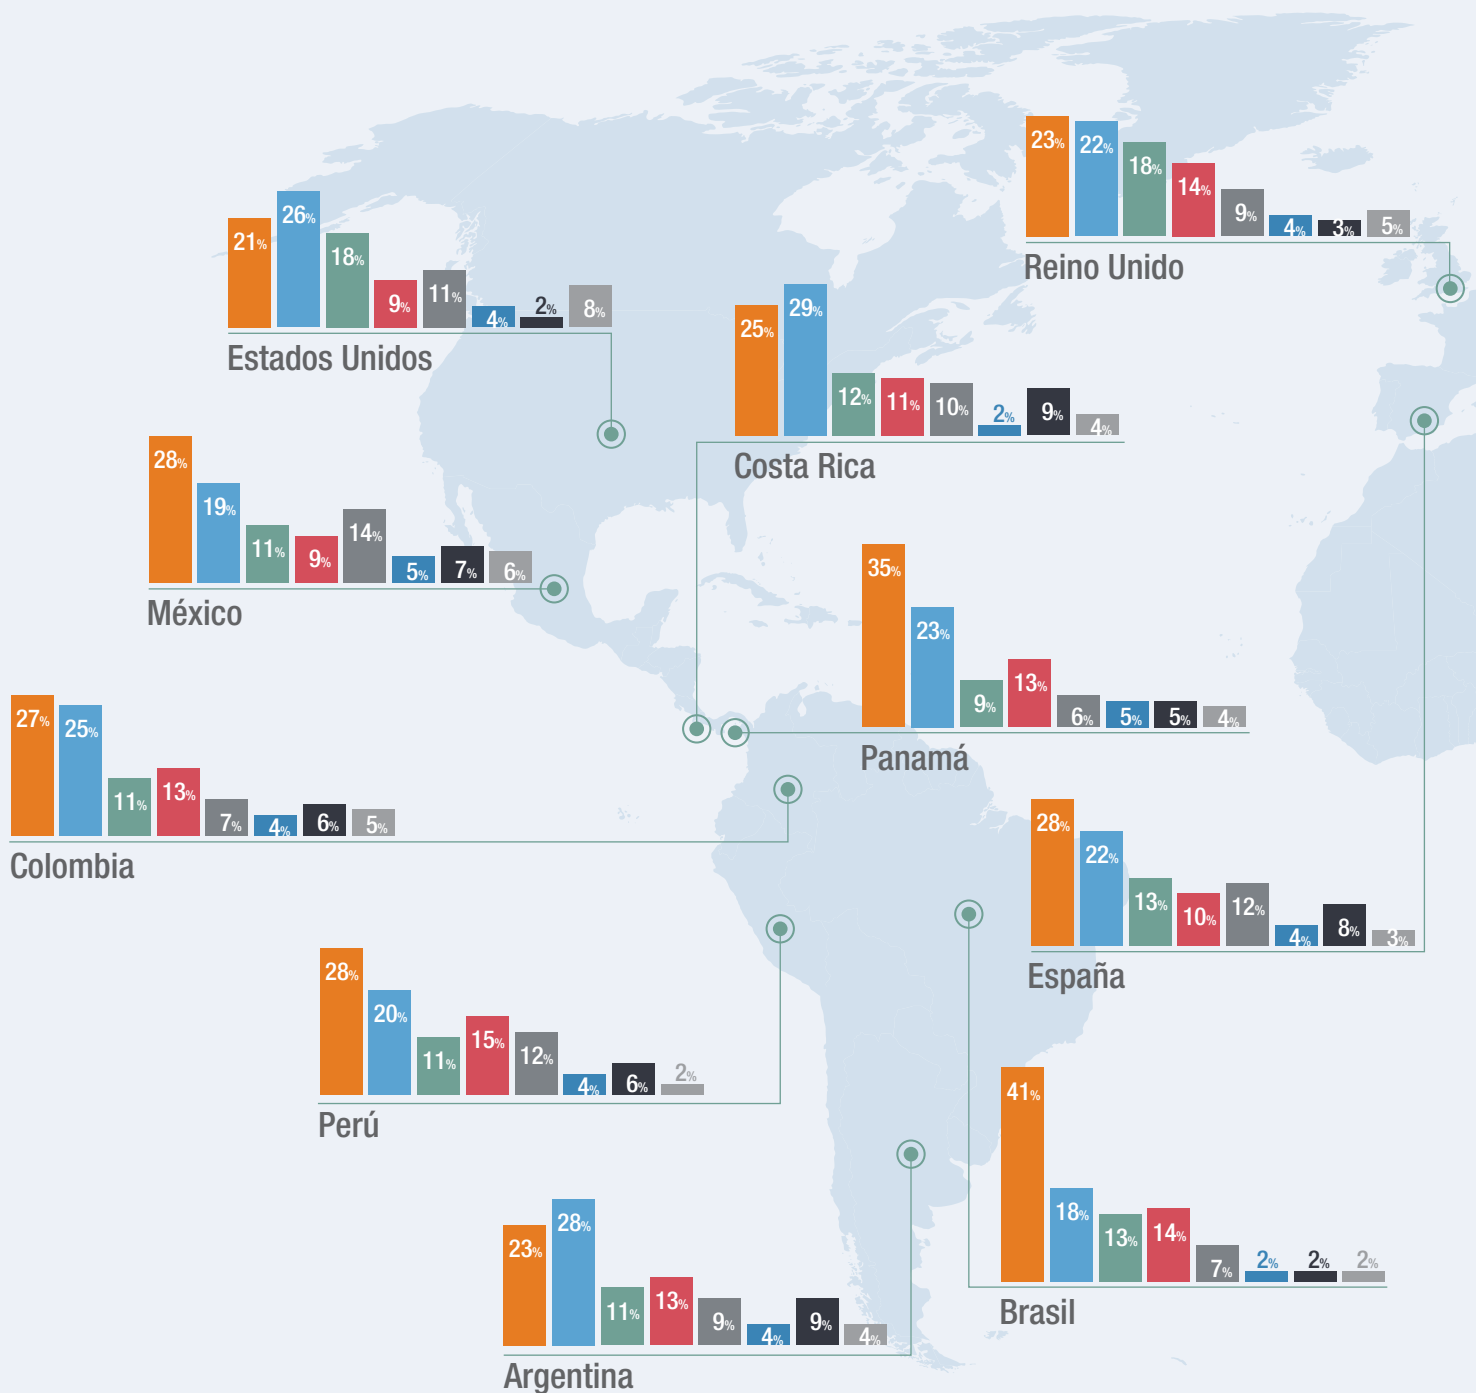 23% 22% 18% 14% 9% 4% 3% 5%
Reino Unido
21% 26% 18% 9% 11% 4% 2% 8%
Estados Unidos
25% 29% 12% 11% 10% 2% 9% 4%
Costa Rica
28% 19% 11% 9% 14% 5% 7% 6%
México
35% 23% 9% 13% 6% 5% 5% 4%
Panamá
27% 25% 11% 13% 7% 4% 6% 5%
Colombia
28% 22% 13% 10% 12% 4% 8% 3%
España
28% 20% 11% 15% 12% 4% 6% 2%
Perú
41% 18% 13% 14% 7% 2% 2% 2%
Brasil
23% 28% 11% 13% 9% 4% 9% 4%
Argentina